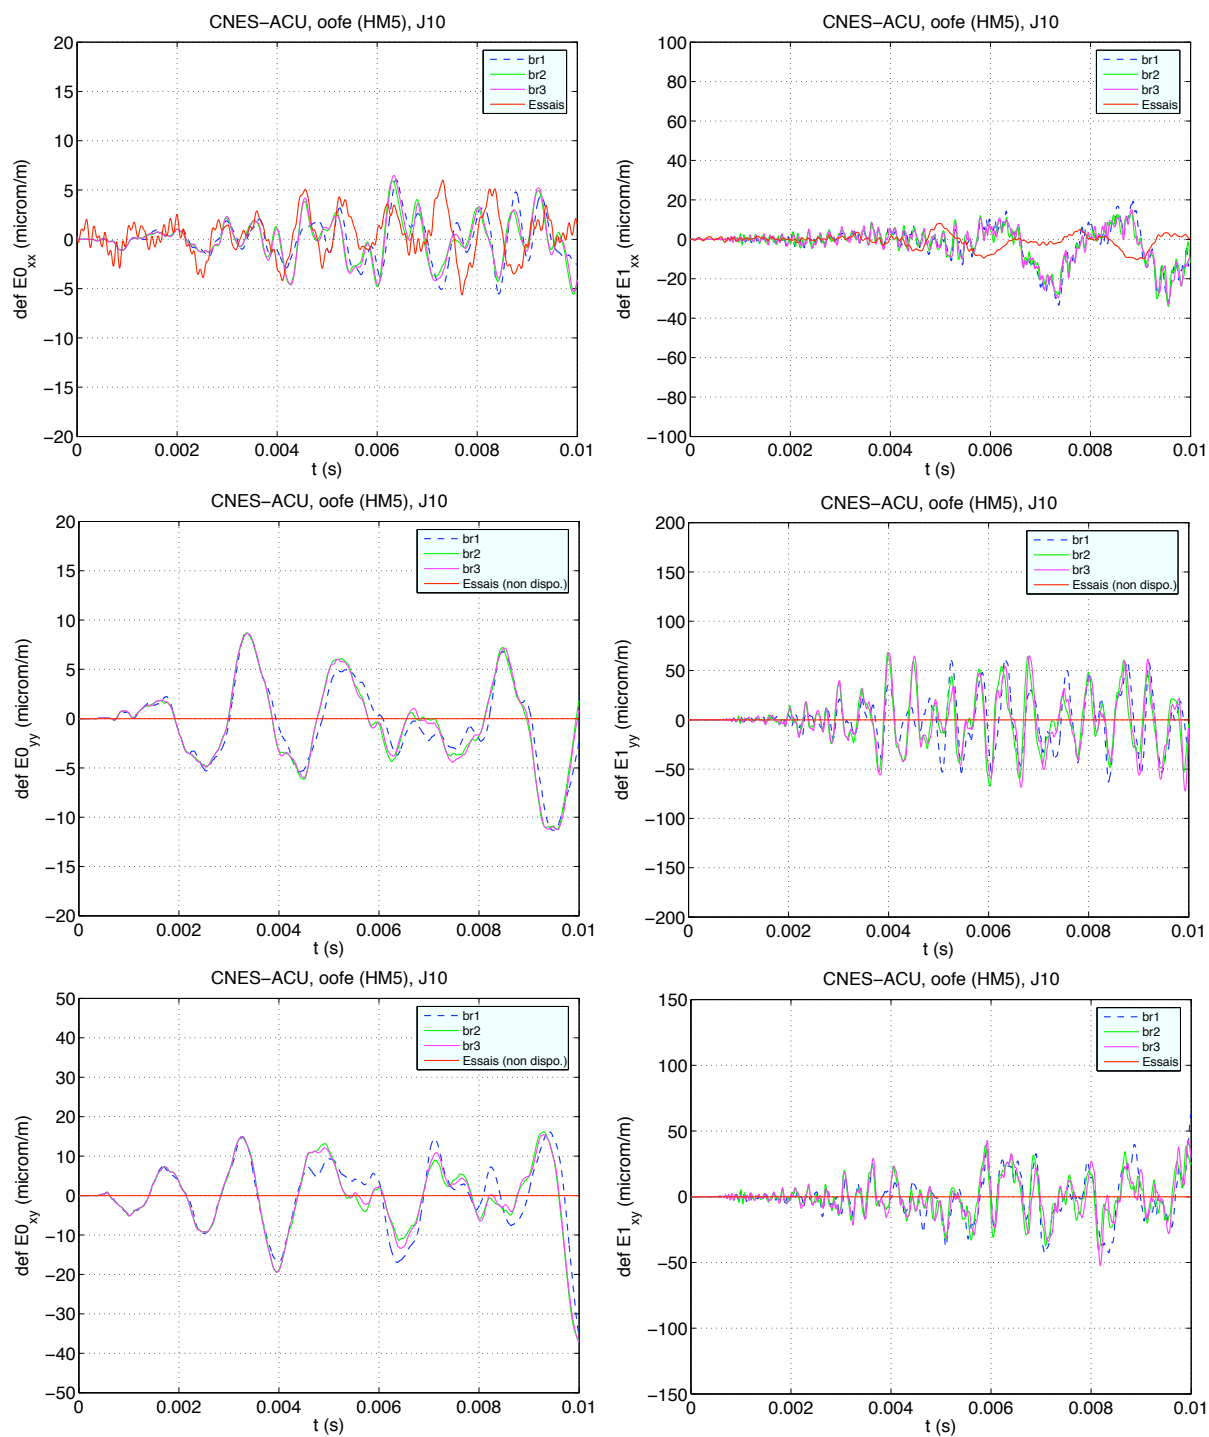 CNES−ACU, oofe (HM5), J10
20
15
10
5
0
−5
−10
−15
−20
def E0xx (microm/m)
br1
br2
br3
Essais
0 0.002 0.004 0.006 0.008 0.01
t (s)
CNES−ACU, oofe (HM5), J10
100
80
60
40
20
0
−20
−40
−60
−80
−100
def E1xx (microm/m)
br1
br2
br3
Essais
0 0.002 0.004 0.006 0.008 0.01
t (s)
CNES−ACU, oofe (HM5), J10
20
15
10
5
0
−5
−10
−15
−20
def E0yy (microm/m)
br1
br2
br3
Essais (non dispo.)
0 0.002 0.004 0.006 0.008 0.01
t (s)
CNES−ACU, oofe (HM5), J10
200
150
100
50
0
−50
−100
−150
−200
def E1yy (microm/m)
br1
br2
br3
Essais (non dispo.)
0 0.002 0.004 0.006 0.008 0.01
t (s)
CNES−ACU, oofe (HM5), J10
50
40
30
20
10
0
−10
−20
−30
−40
−50
def E0xy (microm/m)
br1
br2
br3
Essais (non dispo.)
0 0.002 0.004 0.006 0.008 0.01
t (s)
CNES−ACU, oofe (HM5), J10
150
100
50
0
−50
−100
−150
def E1xy (microm/m)
br1
br2
br3
Essais
0 0.002 0.004 0.006 0.008 0.01
t (s)